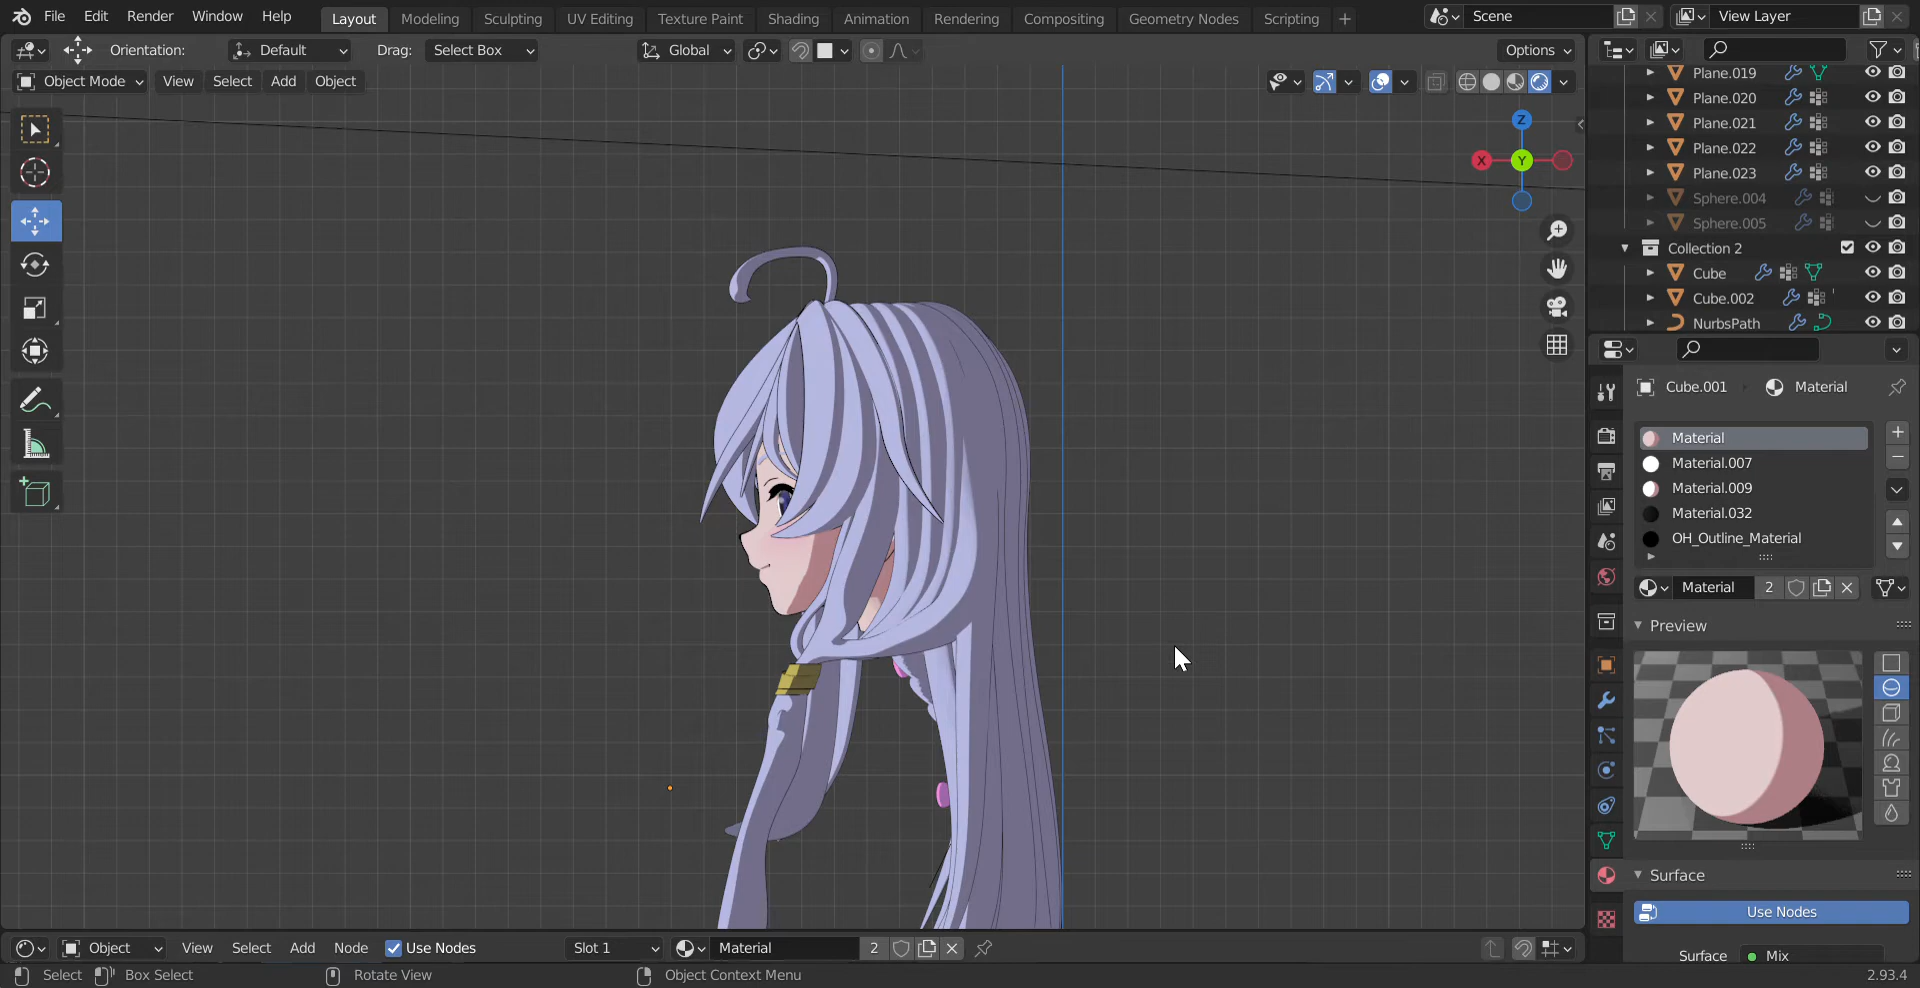 File Edit Render Window Help Layout Modeling Sculpting UV Editing Texture Paint Shading Animation Rendering Compositing Geometry Nodes Scripting + Scene View Layer
Orientation: Default Drag: Select Box Global Options
Object Mode View Select Add Object
Z
X
Y
Plane.019
Plane.020
Plane.021
Plane.022
Plane.023
Sphere.004
Sphere.005
Collection 2
Cube
Cube.002
NurbsPath
Cube.001 Material
Material
Material.007
Material.009
Material.032
OH_Outline_Material
Material 2
Preview
Surface
Use Nodes
Surface Mix
Object View Select Add Node Use Nodes Slot 1 Material 2
Select Box Select Rotate View Object Context Menu 2.93.4